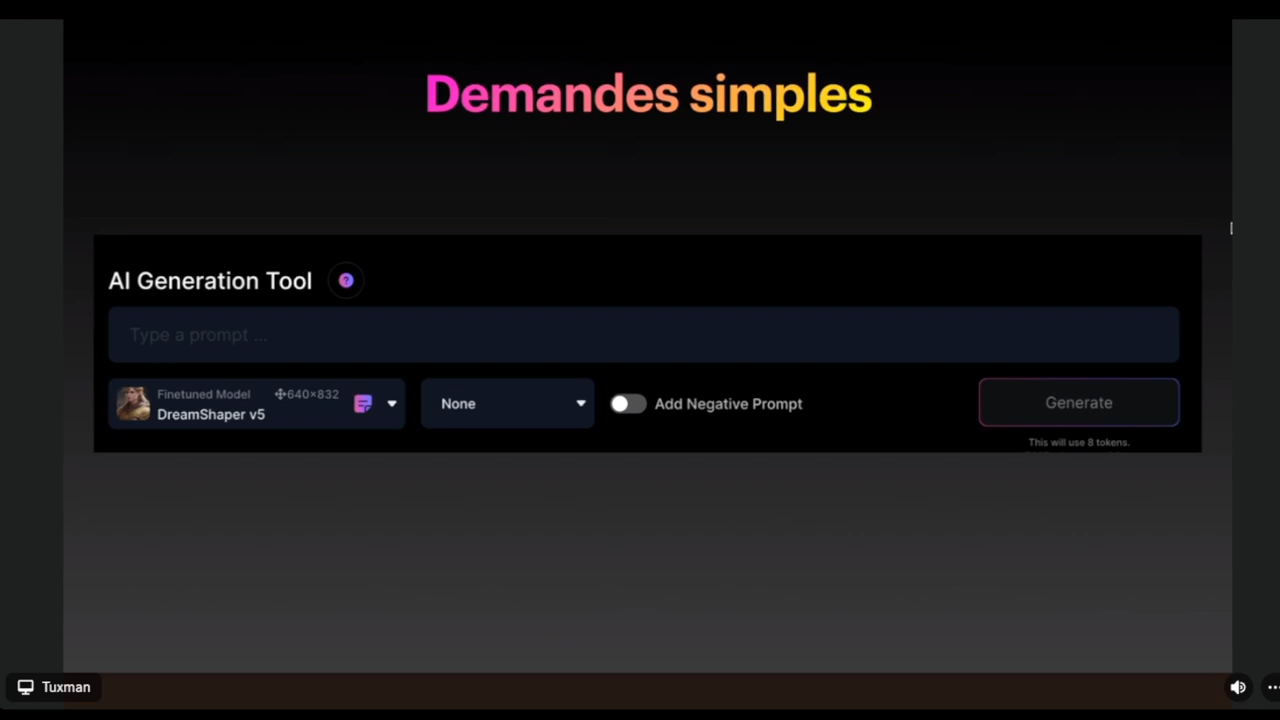 Demandes simples
AI Generation Tool ?
Type a prompt ...
Finetuned Model 640×832
DreamShaper v5
None
Add Negative Prompt
Generate
This will use 8 tokens.
Tuxman